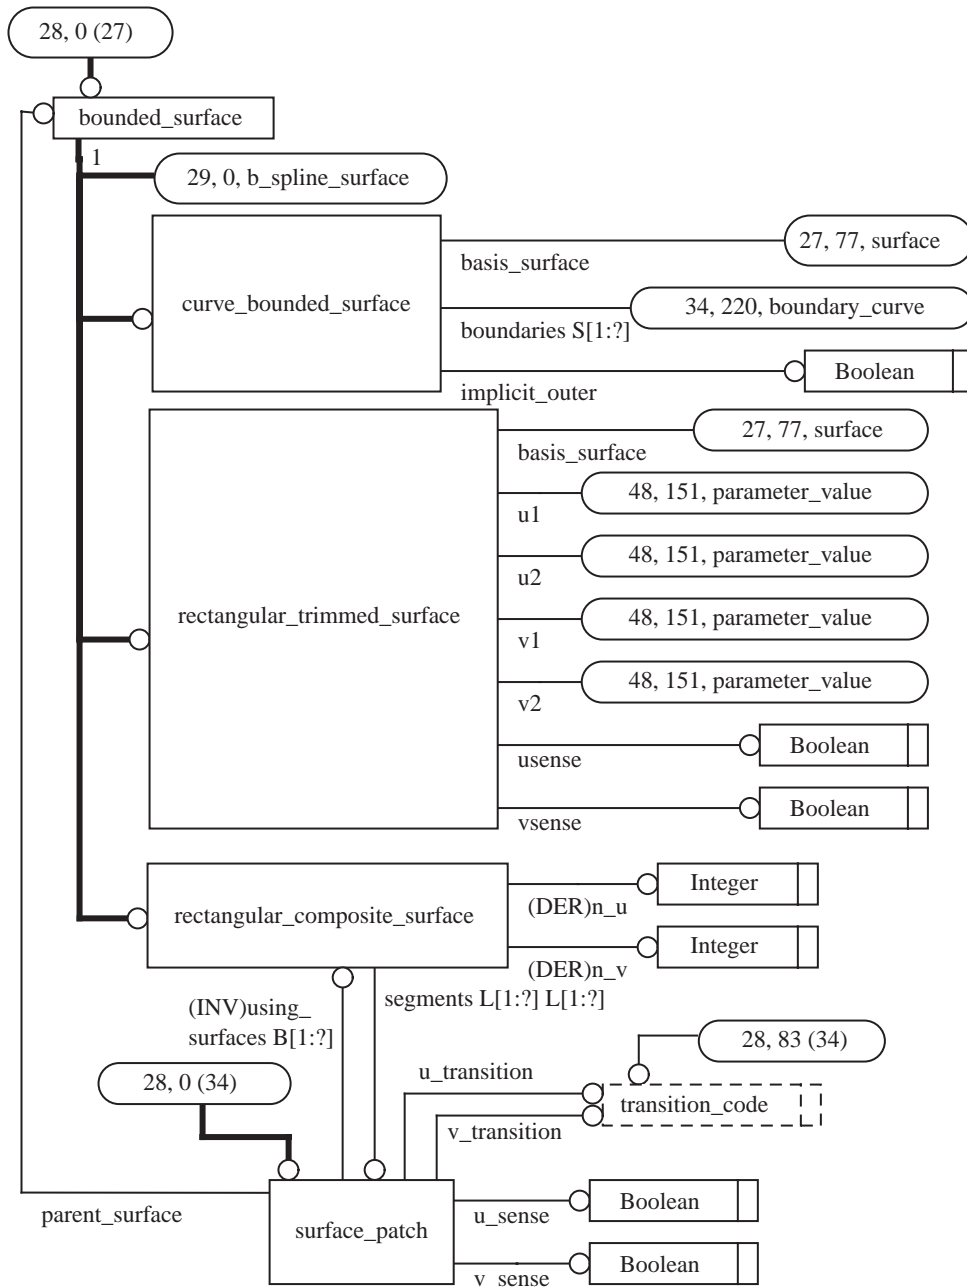 28, 0 (27)
bounded_surface
1
29, 0, b_spline_surface
27, 77, surface
basis_surface
curve_bounded_surface
34, 220, boundary_curve
boundaries S[1:?]
Boolean
implicit_outer
27, 77, surface
basis_surface
48, 151, parameter_value
u1
48, 151, parameter_value
u2
rectangular_trimmed_surface
48, 151, parameter_value
v1
48, 151, parameter_value
v2
Boolean
usense
Boolean
vsense
Integer
(DER)n_u
rectangular_composite_surface
Integer
(DER)n_v
segments L[1:?] L[1:?]
(INV)using_
surfaces B[1:?]
28, 83 (34)
28, 0 (34)
u_transition
transition_code
v_transition
parent_surface
surface_patch
Boolean
u_sense
Boolean
v_sense